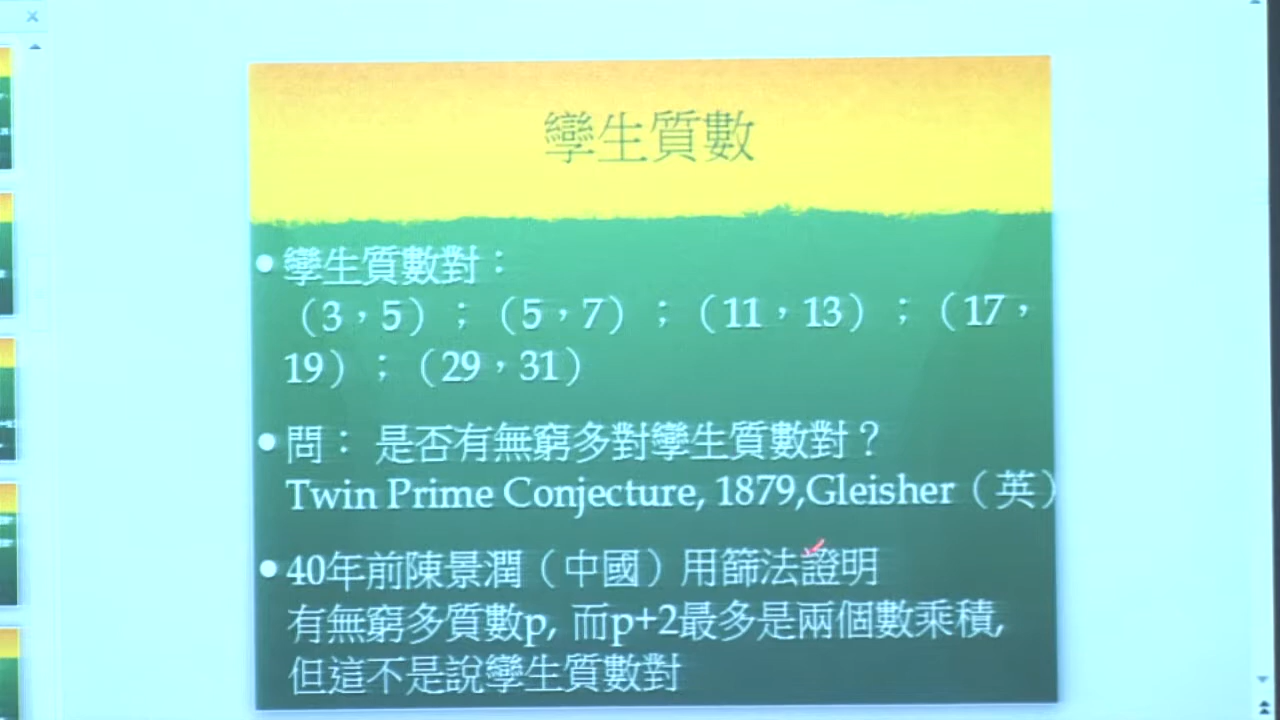 孿生質數
孿生質數對：
（3，5）；（5，7）；（11，13）；（17，
19）；（29，31）
問： 是否有無窮多對孿生質數對？
Twin Prime Conjecture, 1879,Gleisher（英）
40年前陳景潤（中國）用篩法證明
有無窮多質數p, 而p+2最多是兩個數乘積,
但這不是說孿生質數對